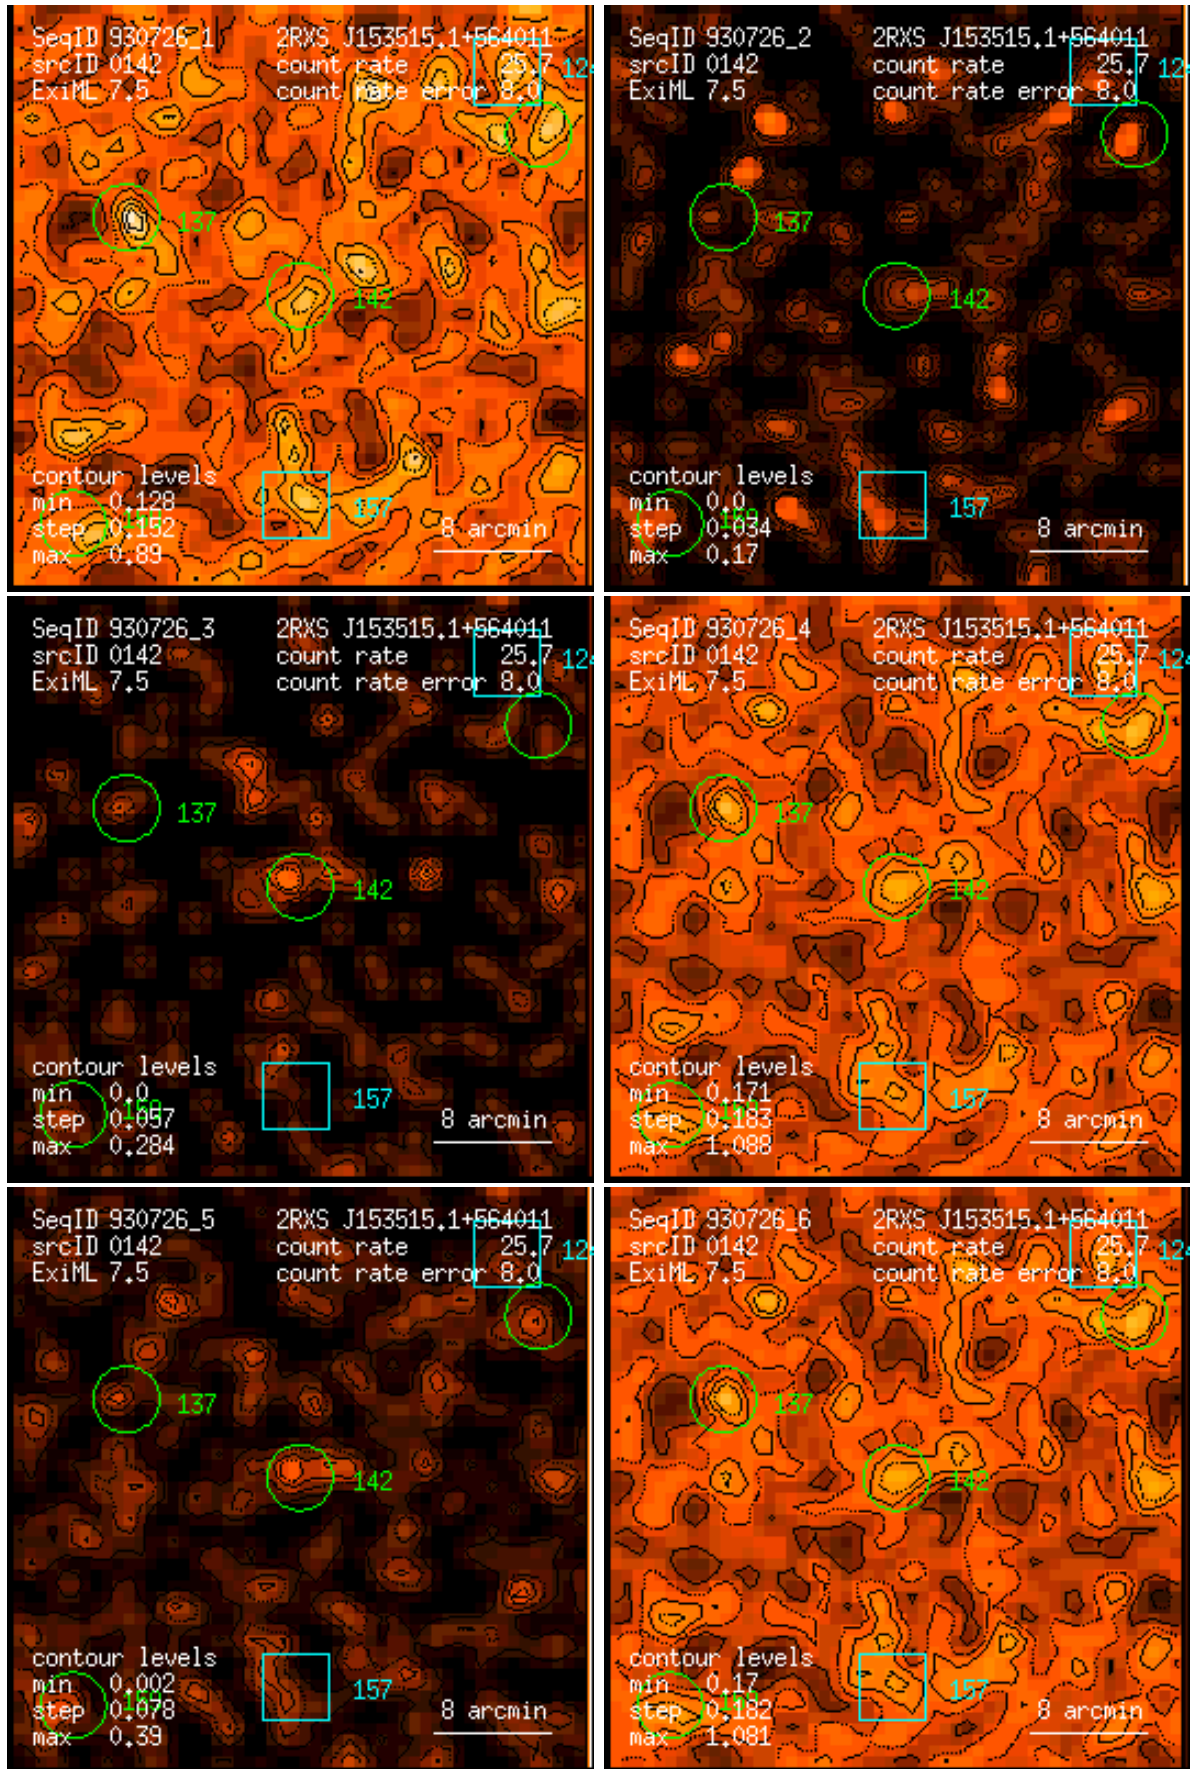 SeqID 930726_1 2RXS J153515.1+564011
srcID 0142 count rate 25.7 124
ExiML 7.5 count rate error 8.0
137
142
contour levels
min 0.128
157
step 0.152
8 arcmin
max 0.89
SeqID 930726_2 2RXS J153515.1+564011
srcID 0142 count rate 25.7 124
ExiML 7.5 count rate error 8.0
137
142
contour levels
min 0.0
157
step 0.034
8 arcmin
max 0.17
SeqID 930726_3 2RXS J153515.1+564011
srcID 0142 count rate 25.7 124
ExiML 7.5 count rate error 8.0
137
142
contour levels
min 0.0
157
step 0.057
8 arcmin
max 0.284
SeqID 930726_4 2RXS J153515.1+564011
srcID 0142 count rate 25.7 124
ExiML 7.5 count rate error 8.0
137
142
contour levels
min 0.171
157
step 0.183
8 arcmin
max 1.088
SeqID 930726_5 2RXS J153515.1+564011
srcID 0142 count rate 25.7 124
ExiML 7.5 count rate error 8.0
137
142
contour levels
min 0.002
157
step 0.078
8 arcmin
max 0.39
SeqID 930726_6 2RXS J153515.1+564011
srcID 0142 count rate 25.7 124
ExiML 7.5 count rate error 8.0
137
142
contour levels
min 0.17
157
step 0.182
8 arcmin
max 1.081